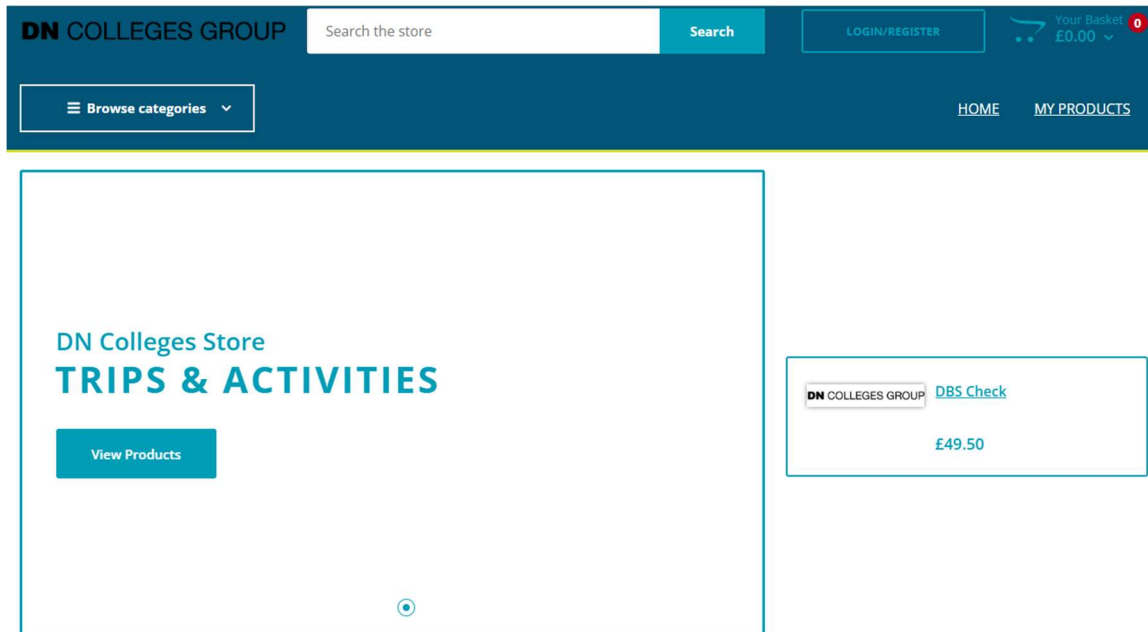 DN COLLEGES GROUP
Search the store
Search
LOGIN/REGISTER
Your Basket
0
£0.00
Browse categories
HOME
MY PRODUCTS
DN Colleges Store
TRIPS & ACTIVITIES
View Products
DN COLLEGES GROUP
DBS Check
£49.50